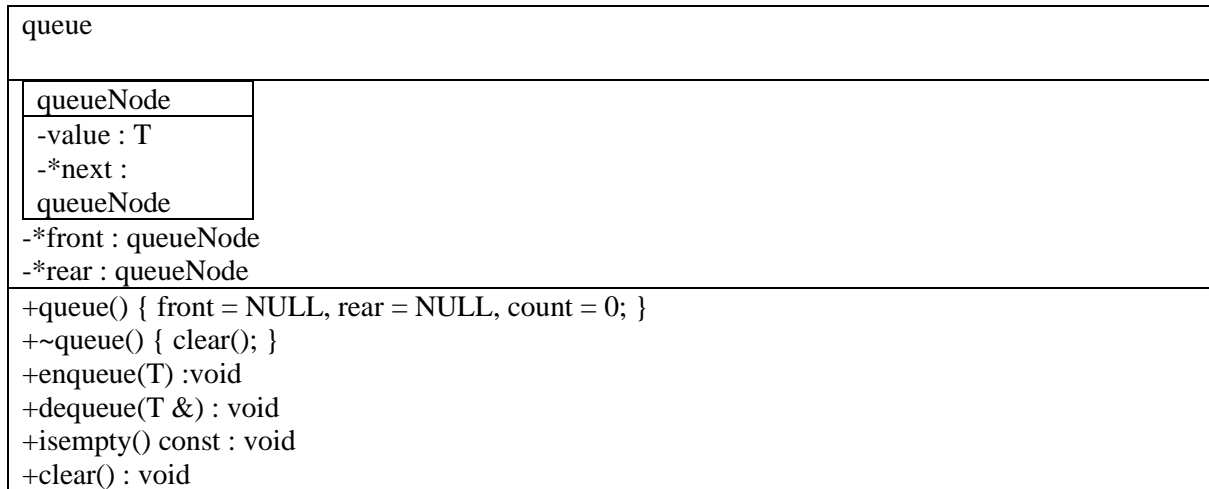 queue
queueNode
-value : T
-*next :
queueNode
-*front : queueNode
-*rear : queueNode
+queue() { front = NULL, rear = NULL, count = 0; }
+~queue() { clear(); }
+enqueue(T) :void
+dequeue(T &) : void
+isempty() const : void
+clear() : void